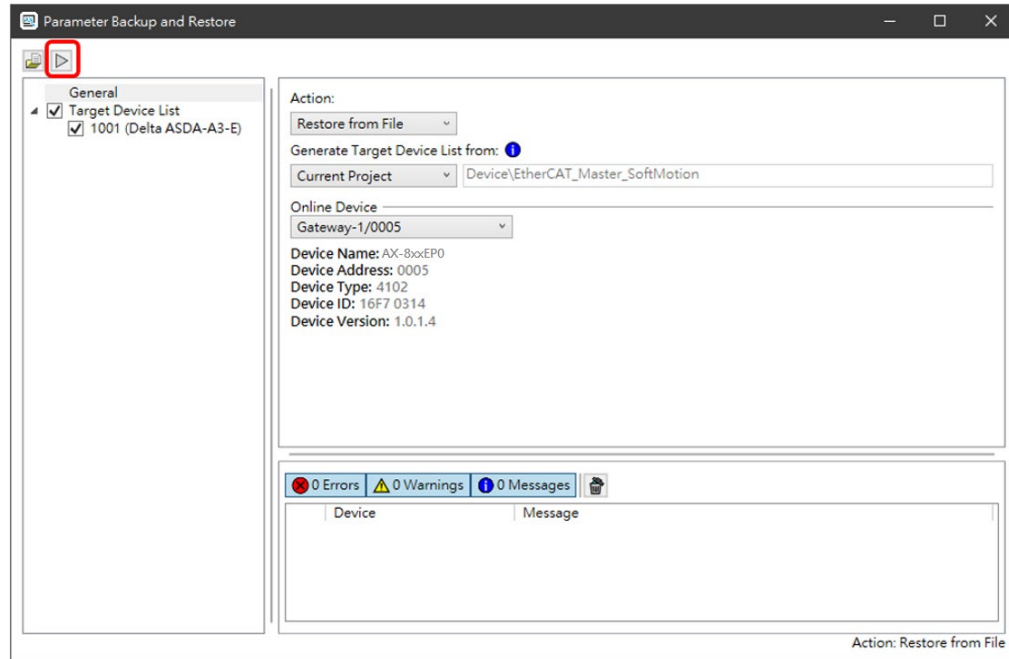 Parameter Backup and Restore
General
Target Device List
1001 (Delta ASDA-A3-E)
Action:
Restore from File
Generate Target Device List from:
Current Project
Device\EtherCAT_Master_SoftMotion
Online Device
Gateway-1/0005
Device Name: AX-8xxEP0
Device Address: 0005
Device Type: 4102
Device ID: 16F7 0314
Device Version: 1.0.1.4
0 Errors
0 Warnings
0 Messages
Device
Message
Action: Restore from File